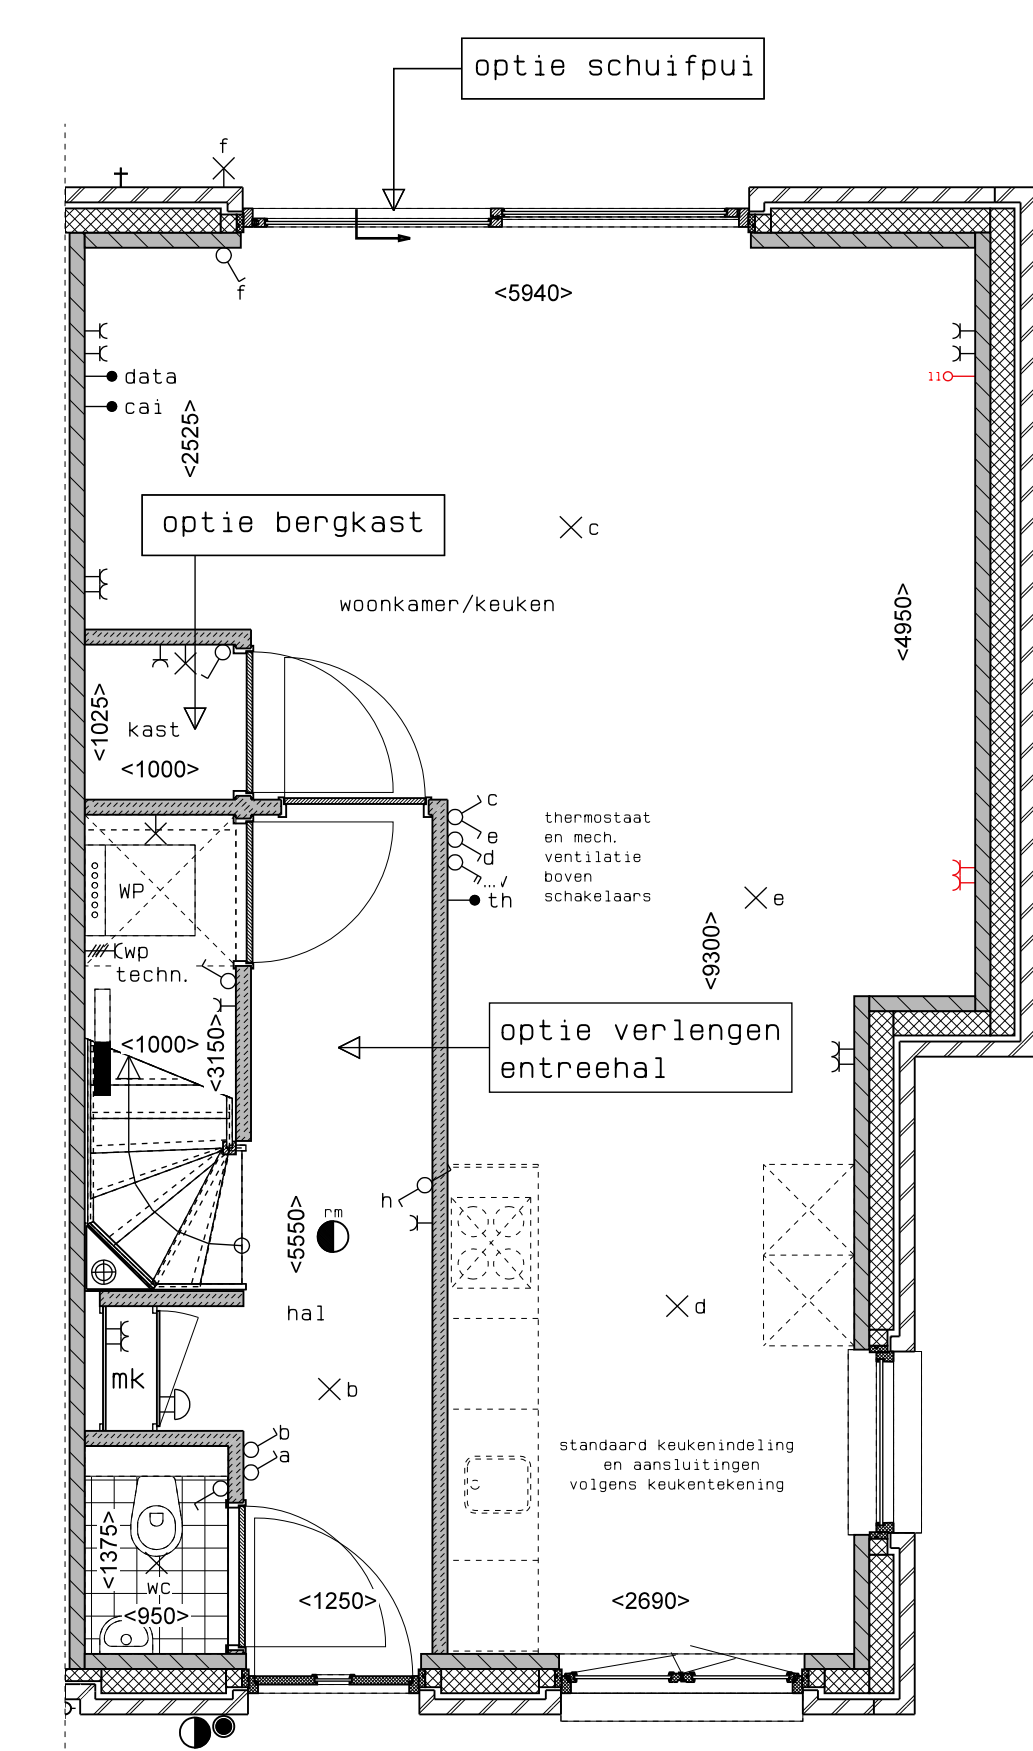 optie schuifpui
f
f
<5940>
data
cai
110
<2525>
optie bergkast
c
woonkamer/keuken
<4950>
<1025>
kast
<1000>
c
e
d
th
thermostaat
en mech.
ventilatie
boven
schakelaars
WP
e
wp
techn.
<9300>
optie verlengen
entreehal
<1000>
<3150>
h
<5550>
rm
hal
d
mk
b
b
a
standaard keukenindeling
en aansluitingen
volgens keukentekening
<1375>
wc
<950>
<1250>
<2690>